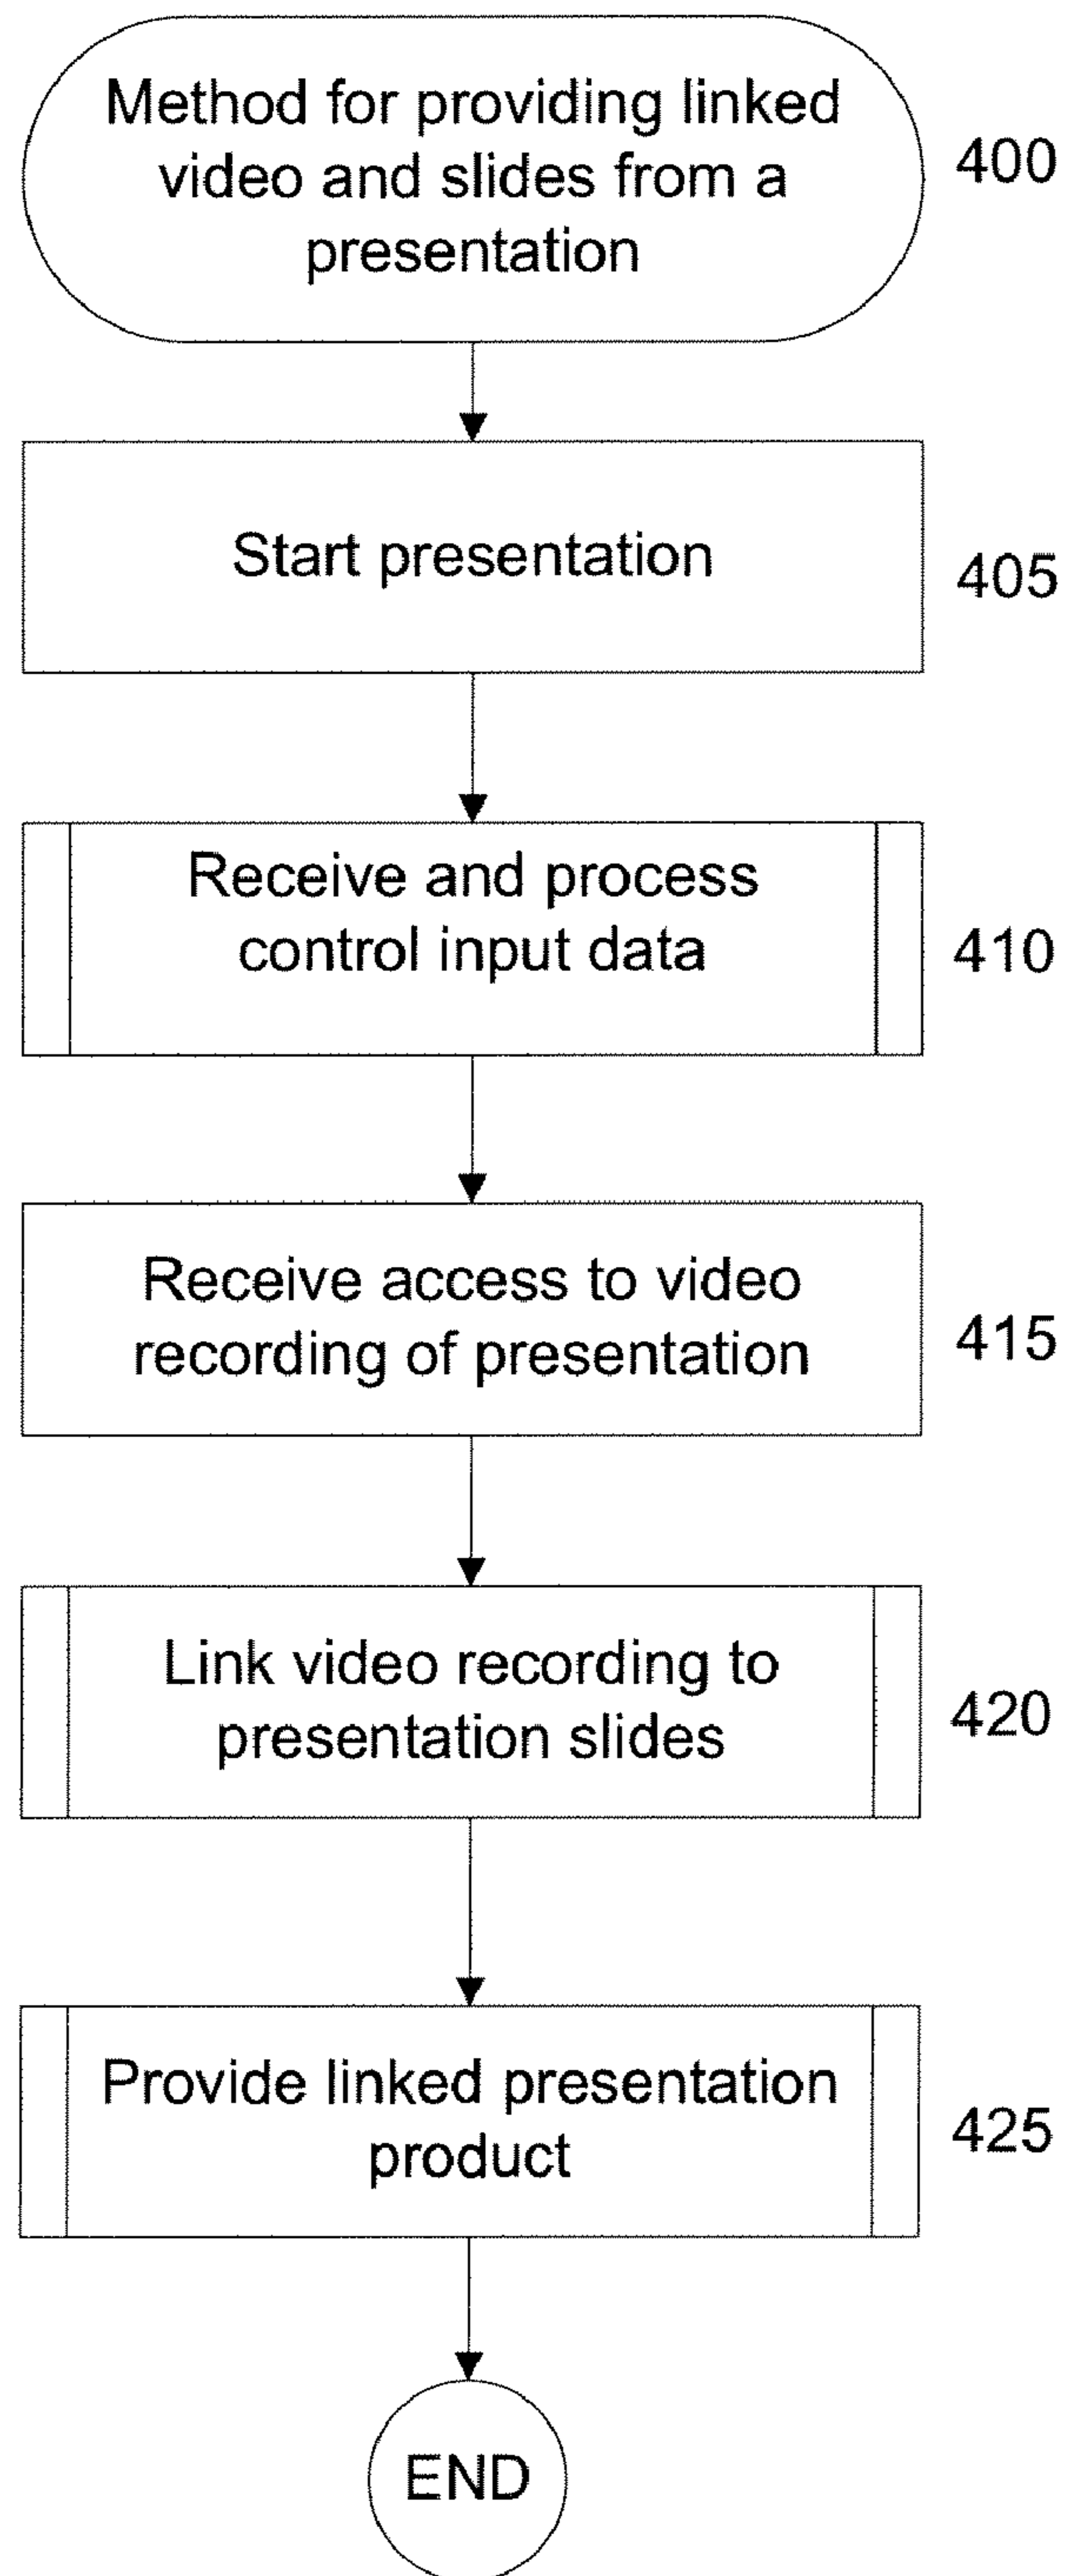 Method for providing linked
video and slides from a
presentation
400
Start presentation
405
Receive and process
control input data
410
Receive access to video
recording of presentation
415
Link video recording to
presentation slides
420
Provide linked presentation
product
425
END